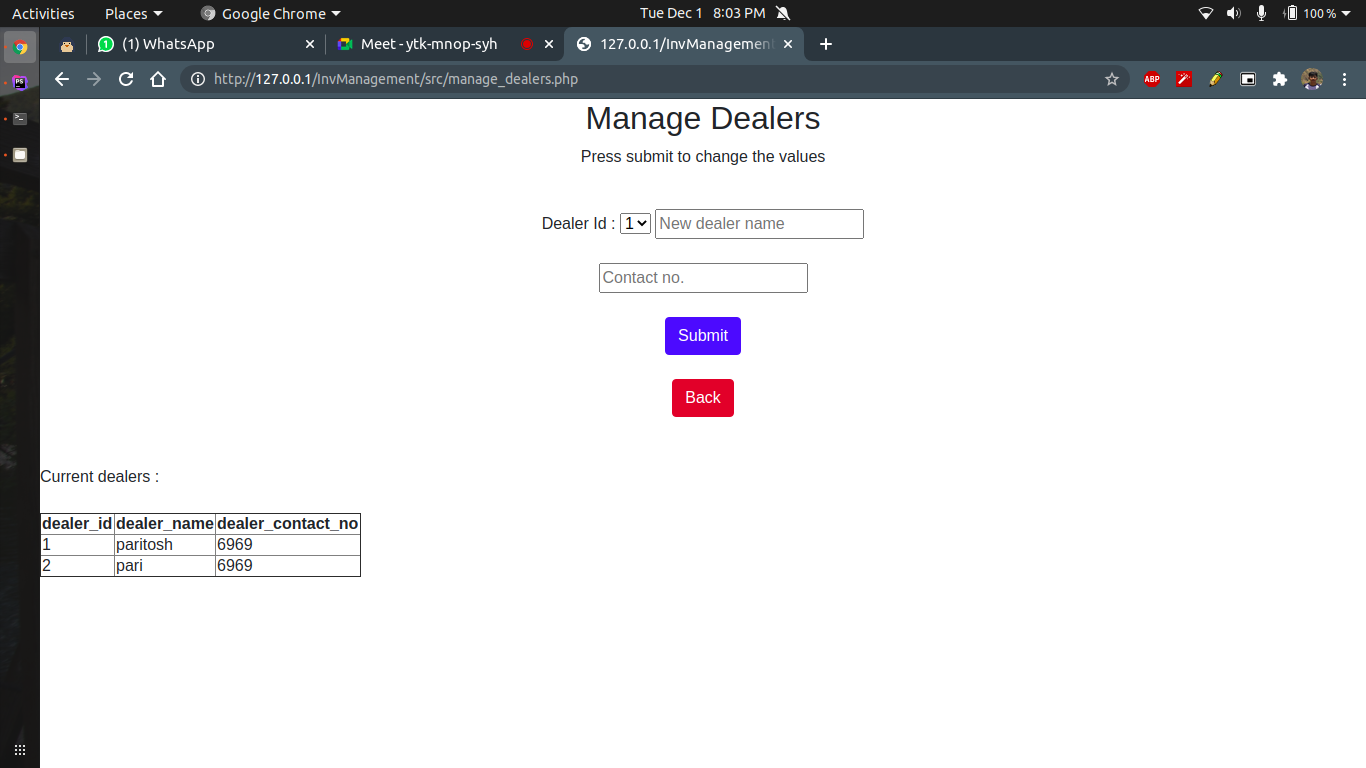 Activities Places Google Chrome Tue Dec 1 8:03 PM 100 %
(1) WhatsApp Meet - ytk-mnop-syh 127.0.0.1/InvManagement
http://127.0.0.1/InvManagement/src/manage_dealers.php ABP
PS
Manage Dealers
Press submit to change the values
Dealer Id : 1 New dealer name
Contact no.
Submit
Back
Current dealers :
dealer_id dealer_name dealer_contact_no
1 paritosh 6969
2 pari 6969